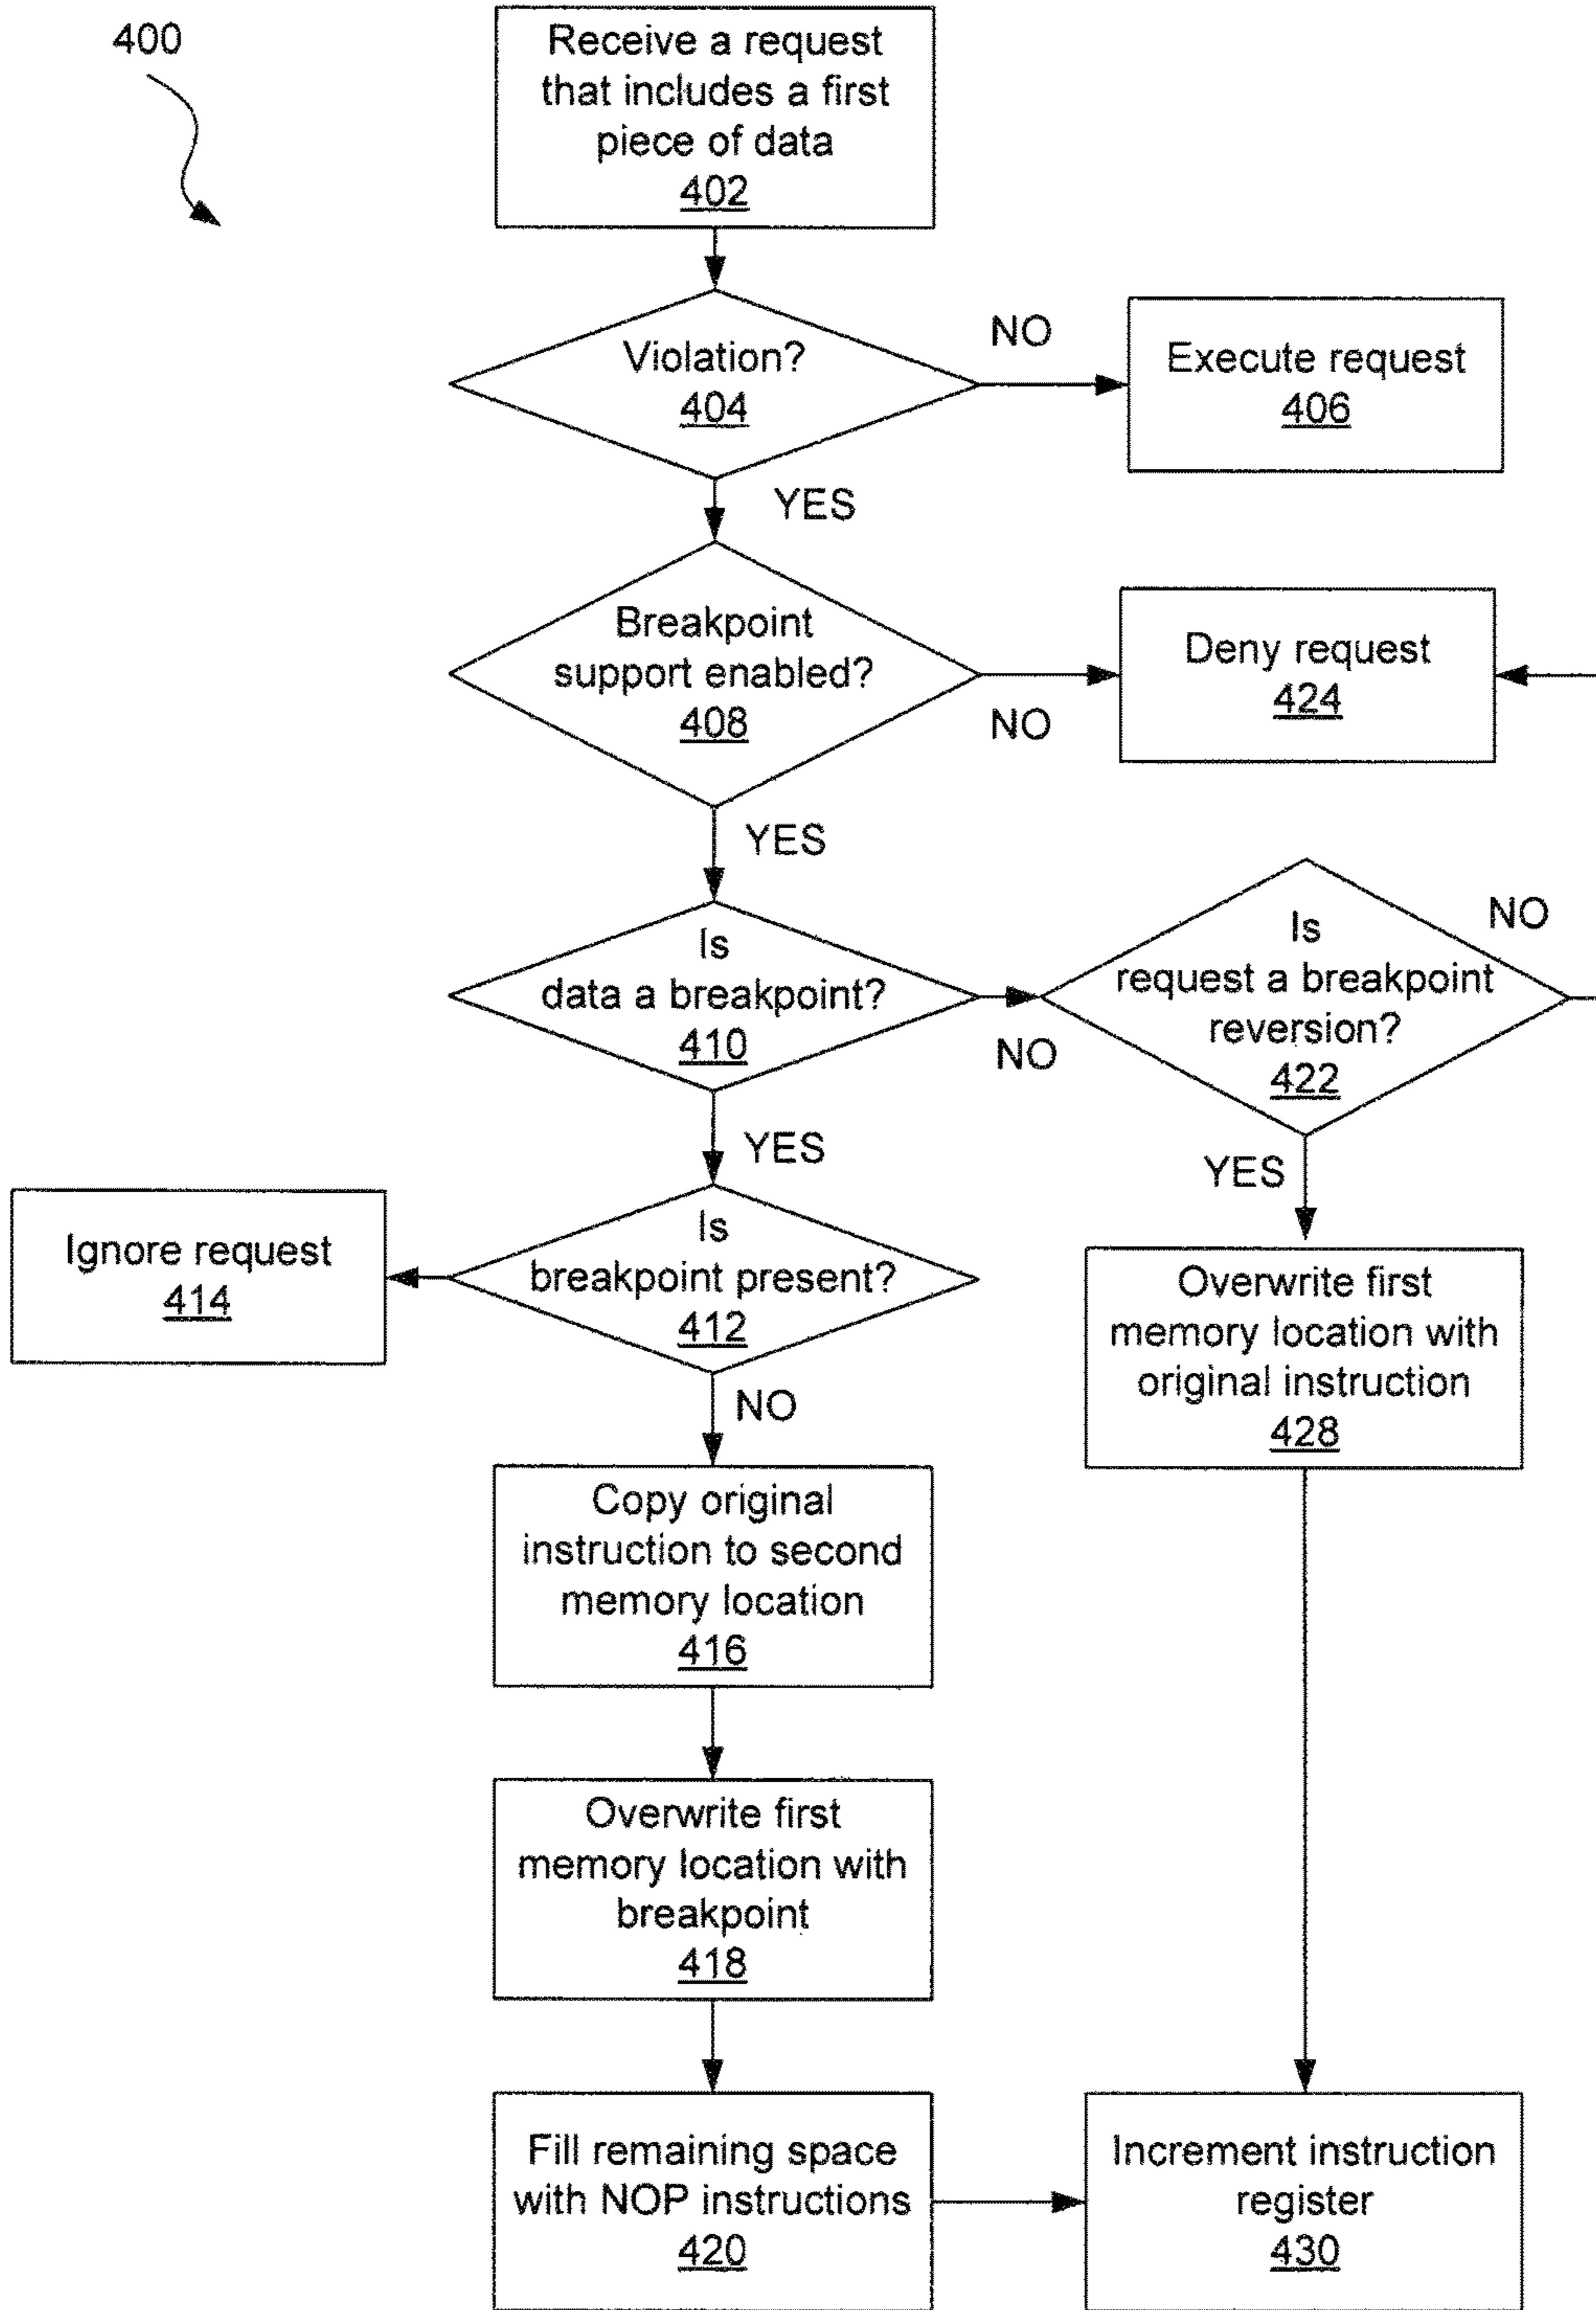 400
Receive a request
that includes a first
piece of data
402
Violation?
404
NO
Execute request
406
YES
Breakpoint
support enabled?
408
NO
Deny request
424
YES
Is
data a breakpoint?
410
NO
Is
request a breakpoint
reversion?
422
NO
YES
YES
Is
breakpoint present?
412
Ignore request
414
NO
Overwrite first
memory location with
original instruction
428
Copy original
instruction to second
memory location
416
Overwrite first
memory location with
breakpoint
418
Fill remaining space
with NOP instructions
420
Increment instruction
register
430